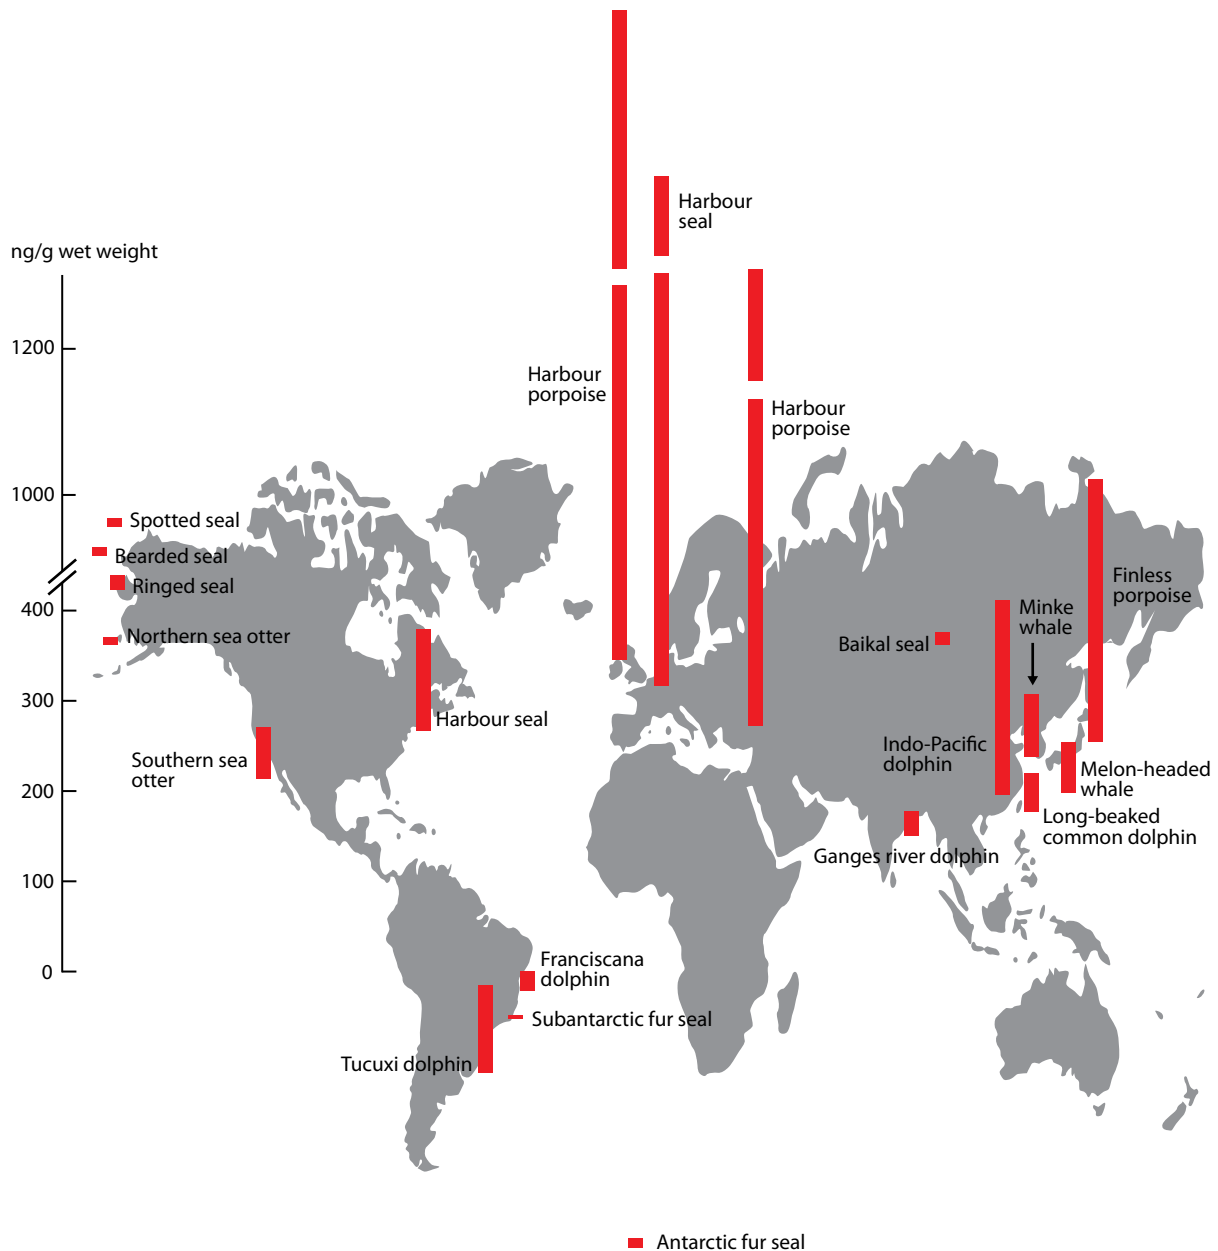 Harbour
seal
ng/g wet weight
1200
Harbour
porpoise
Harbour
porpoise
1000
Spotted seal
Bearded seal
Ringed seal
Finless
porpoise
400
Minke
whale
Northern sea otter
Baikal seal
300
Harbour seal
Indo-Pacific
dolphin
Southern sea
otter
Melon-headed
whale
200
Long-beaked
common dolphin
Ganges river dolphin
100
Franciscana
dolphin
0
Subantarctic fur seal
Tucuxi dolphin
Antarctic fur seal